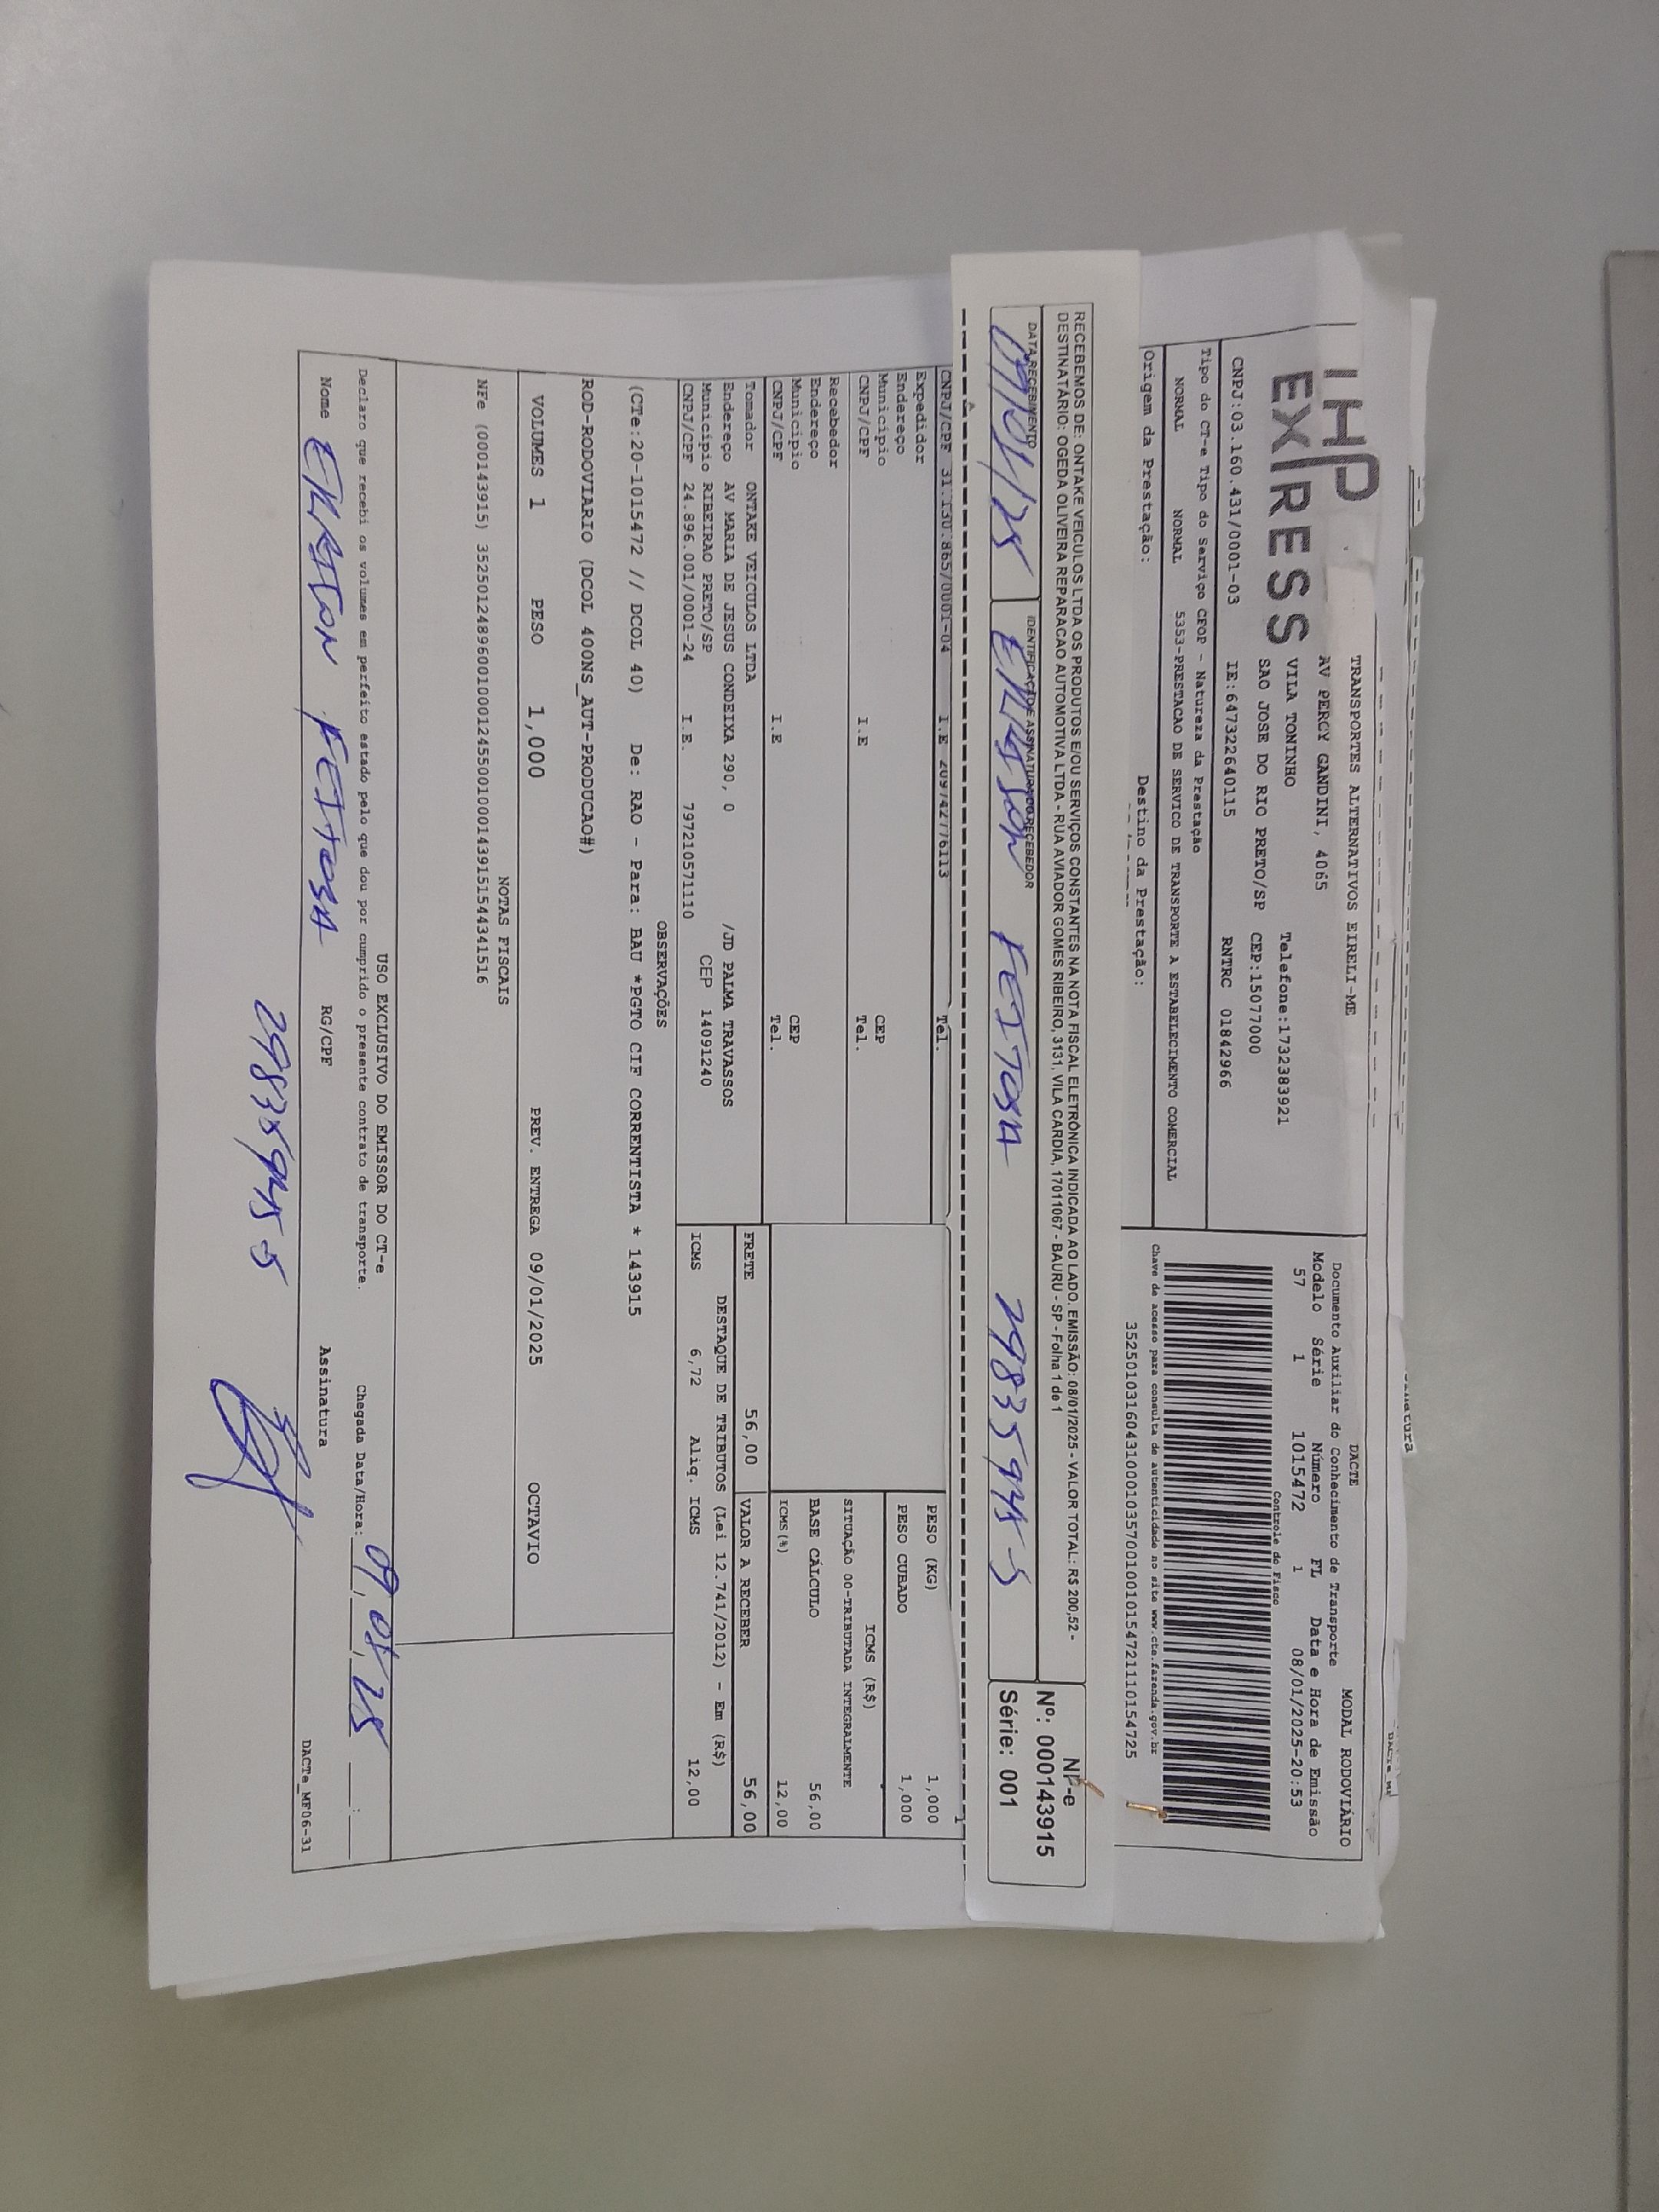 IHP
EXPRESS
TRANSPORTES ALTERNATIVOS EIRELI-ME
AV PERCY GANDINI, 4065
VILA TONINHO Telefone:1732383921
SAO JOSE DO RIO PRETO/SP CEP:15077000
CNPJ:03.160.431/0001-03 IE:647322640115 RNTRC 01842966
Tipo do CT-e Tipo do Serviço CFOP - Natureza da Prestação
NORMAL NORMAL 5353-PRESTACAO DE SERVICO DE TRANSPORTE A ESTABELECIMENTO COMERCIAL
Origem da Prestação: Destino da Prestação:
DACTE MODAL RODOVIÁRIO
Documento Auxiliar do Conhecimento de Transporte
Modelo Série Número FL Data e Hora de Emissão
57 1 1015472 1 08/01/2025-20:53
Controle do Fisco
Chave de acesso para consulta de autenticidade no site www.cte.fazenda.gov.br
35250103160431000103570010010154721110154725
RECEBEMOS DE: ONTAKE VEICULOS LTDA OS PRODUTOS E/OU SERVIÇOS CONSTANTES NA NOTA FISCAL ELETRÔNICA INDICADA AO LADO. EMISSÃO: 08/01/2025 - VALOR TOTAL: R$ 200,52 -
DESTINATÁRIO: OGEDA OLIVEIRA REPARACAO AUTOMOTIVA LTDA - RUA AVIADOR GOMES RIBEIRO, 3131, VILA CARDIA, 17011067 - BAURU - SP - Folha 1 de 1
DATA RECEBIMENTO IDENTIFICAÇÃO E ASSINATURA DO RECEBEDOR
09/01/25 FEITOSA
NF-e
Nº: 000143915
Série: 001
CNPJ/CPF 31.130.865/0001-04 I.E 209742776113 Tel.
Expedidor
Endereço
Município CEP
CNPJ/CPF I.E Tel.
Recebedor
Endereço
Município CEP
CNPJ/CPF I.E Tel.
Tomador ONTAKE VEICULOS LTDA
Endereço AV MARIA DE JESUS CONDEIXA 290, 0 /JD PALMA TRAVASSOS
Município RIBEIRAO PRETO/SP CEP 14091240
CNPJ/CPF 24.896.001/0001-24 I.E. 797210571110
PESO (KG) 1,000
PESO CUBADO 1,000
ICMS (R$)
SITUAÇÃO 00-TRIBUTADA INTEGRALMENTE
BASE CÁLCULO 56,00
ICMS(%) 12,00
FRETE 56,00 VALOR A RECEBER 56,00
DESTAQUE DE TRIBUTOS (Lei 12.741/2012) - Em (R$)
ICMS 6,72 Aliq. ICMS 12,00
OBSERVAÇÕES
(CTe:20-1015472 // DCOL 40) De: RAO - Para: BAU *PGTO CIF CORRENTISTA * 143915
ROD-RODOVIARIO (DCOL 400NS_AUT-PRODUCAO#)
VOLUMES 1 PESO 1,000 PREV. ENTREGA 09/01/2025 OCTAVIO
NOTAS FISCAIS
NFe (000143915) 35250124896001000124550010001439151544341516
USO EXCLUSIVO DO EMISSOR DO CT-e
Declaro que recebi os volumes em perfeito estado pelo que dou por cumprido o presente contrato de transporte. Chegada Data/Hora: 09/01/25 __:__
Nome FEITOSA RG/CPF Assinatura
DACTe_MF06-31